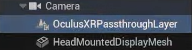 Camera
OculusXRPassthroughLayer
HeadMountedDisplayMesh